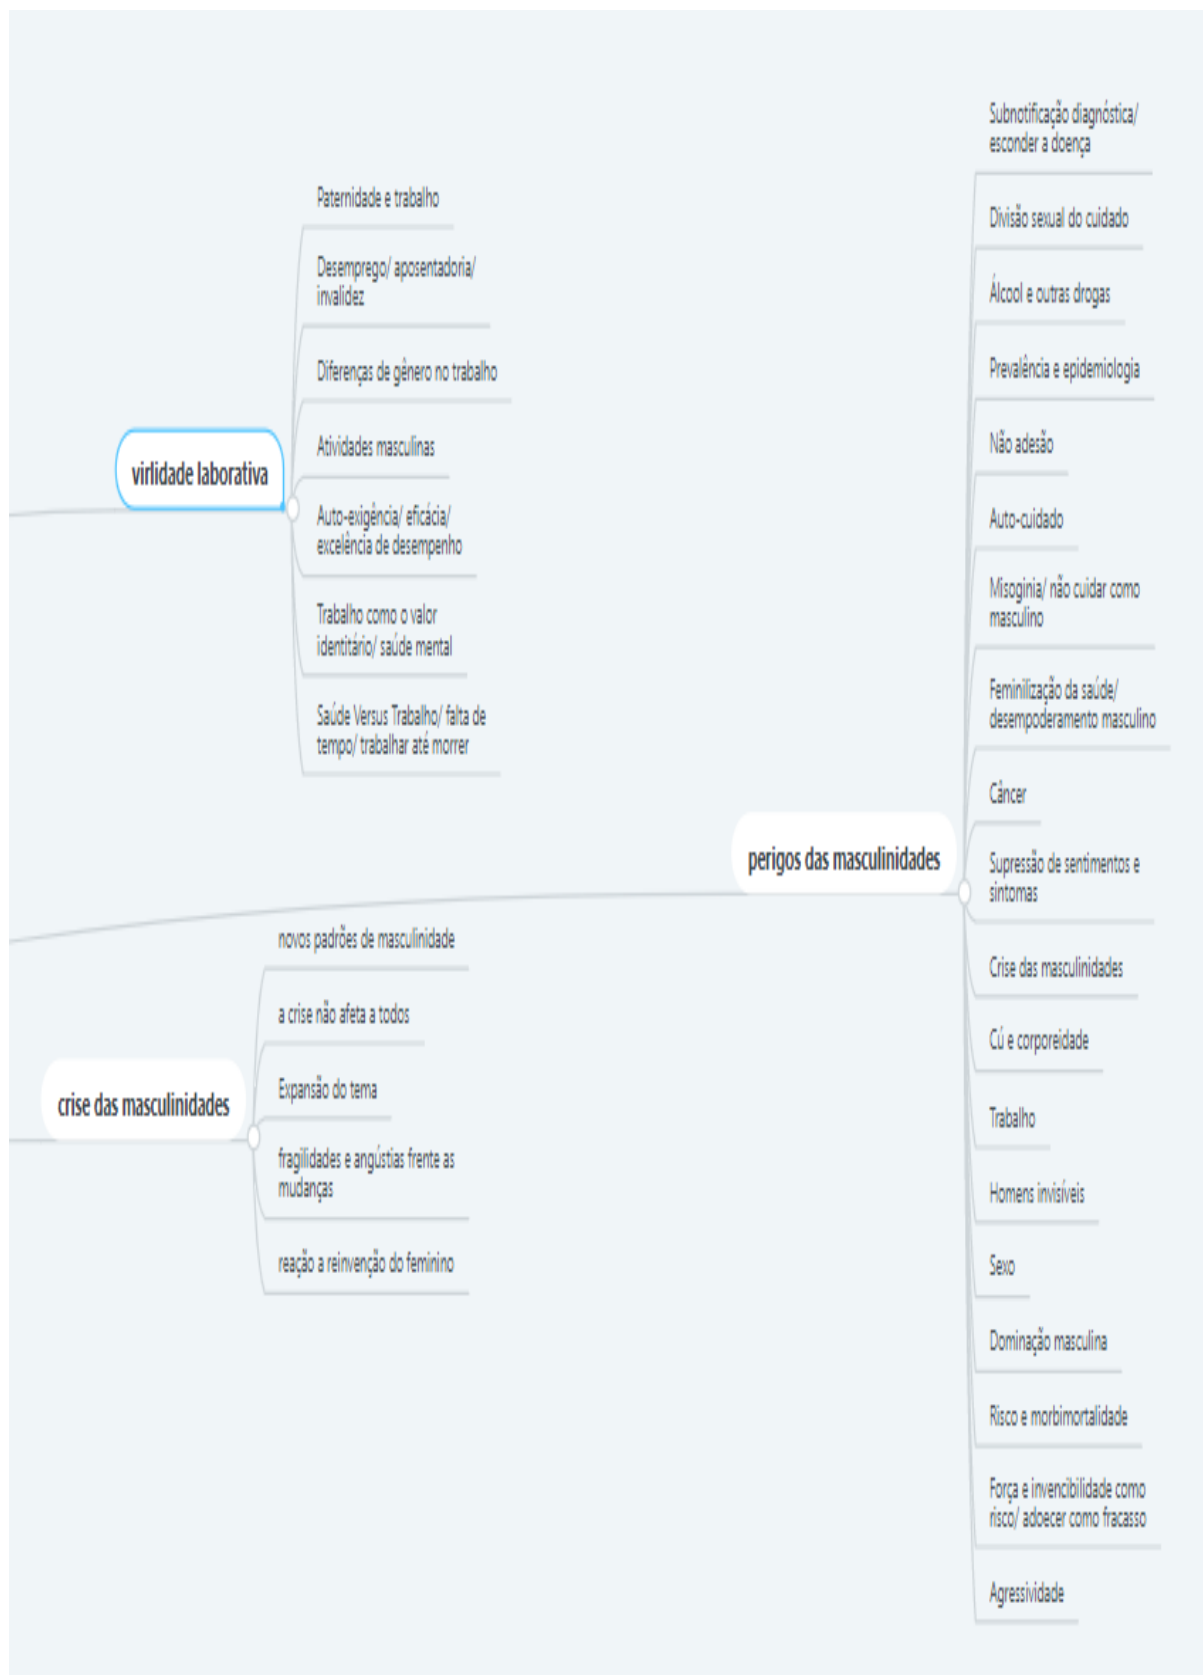 virlidade laborativa
Paternidade e trabalho
Desemprego/ aposentadoria/
invalidez
Diferenças de gênero no trabalho
Atividades masculinas
Auto-exigência/ eficácia/
excelência de desempenho
Trabalho como o valor
identitário/ saúde mental
Saúde Versus Trabalho/ falta de
tempo/ trabalhar até morrer
crise das masculinidades
novos padrões de masculinidade
a crise não afeta a todos
Expansão do tema
fragilidades e angústias frente as
mudanças
reação a reinvenção do feminino
perigos das masculinidades
Subnotificação diagnóstica/
esconder a doença
Divisão sexual do cuidado
Álcool e outras drogas
Prevalência e epidemiologia
Não adesão
Auto-cuidado
Misoginia/ não cuidar como
masculino
Feminilização da saúde/
desempoderamento masculino
Câncer
Supressão de sentimentos e
sintomas
Crise das masculinidades
Cú e corporeidade
Trabalho
Homens invisíveis
Sexo
Dominação masculina
Risco e morbimortalidade
Força e invencibilidade como
risco/ adoecer como fracasso
Agressividade